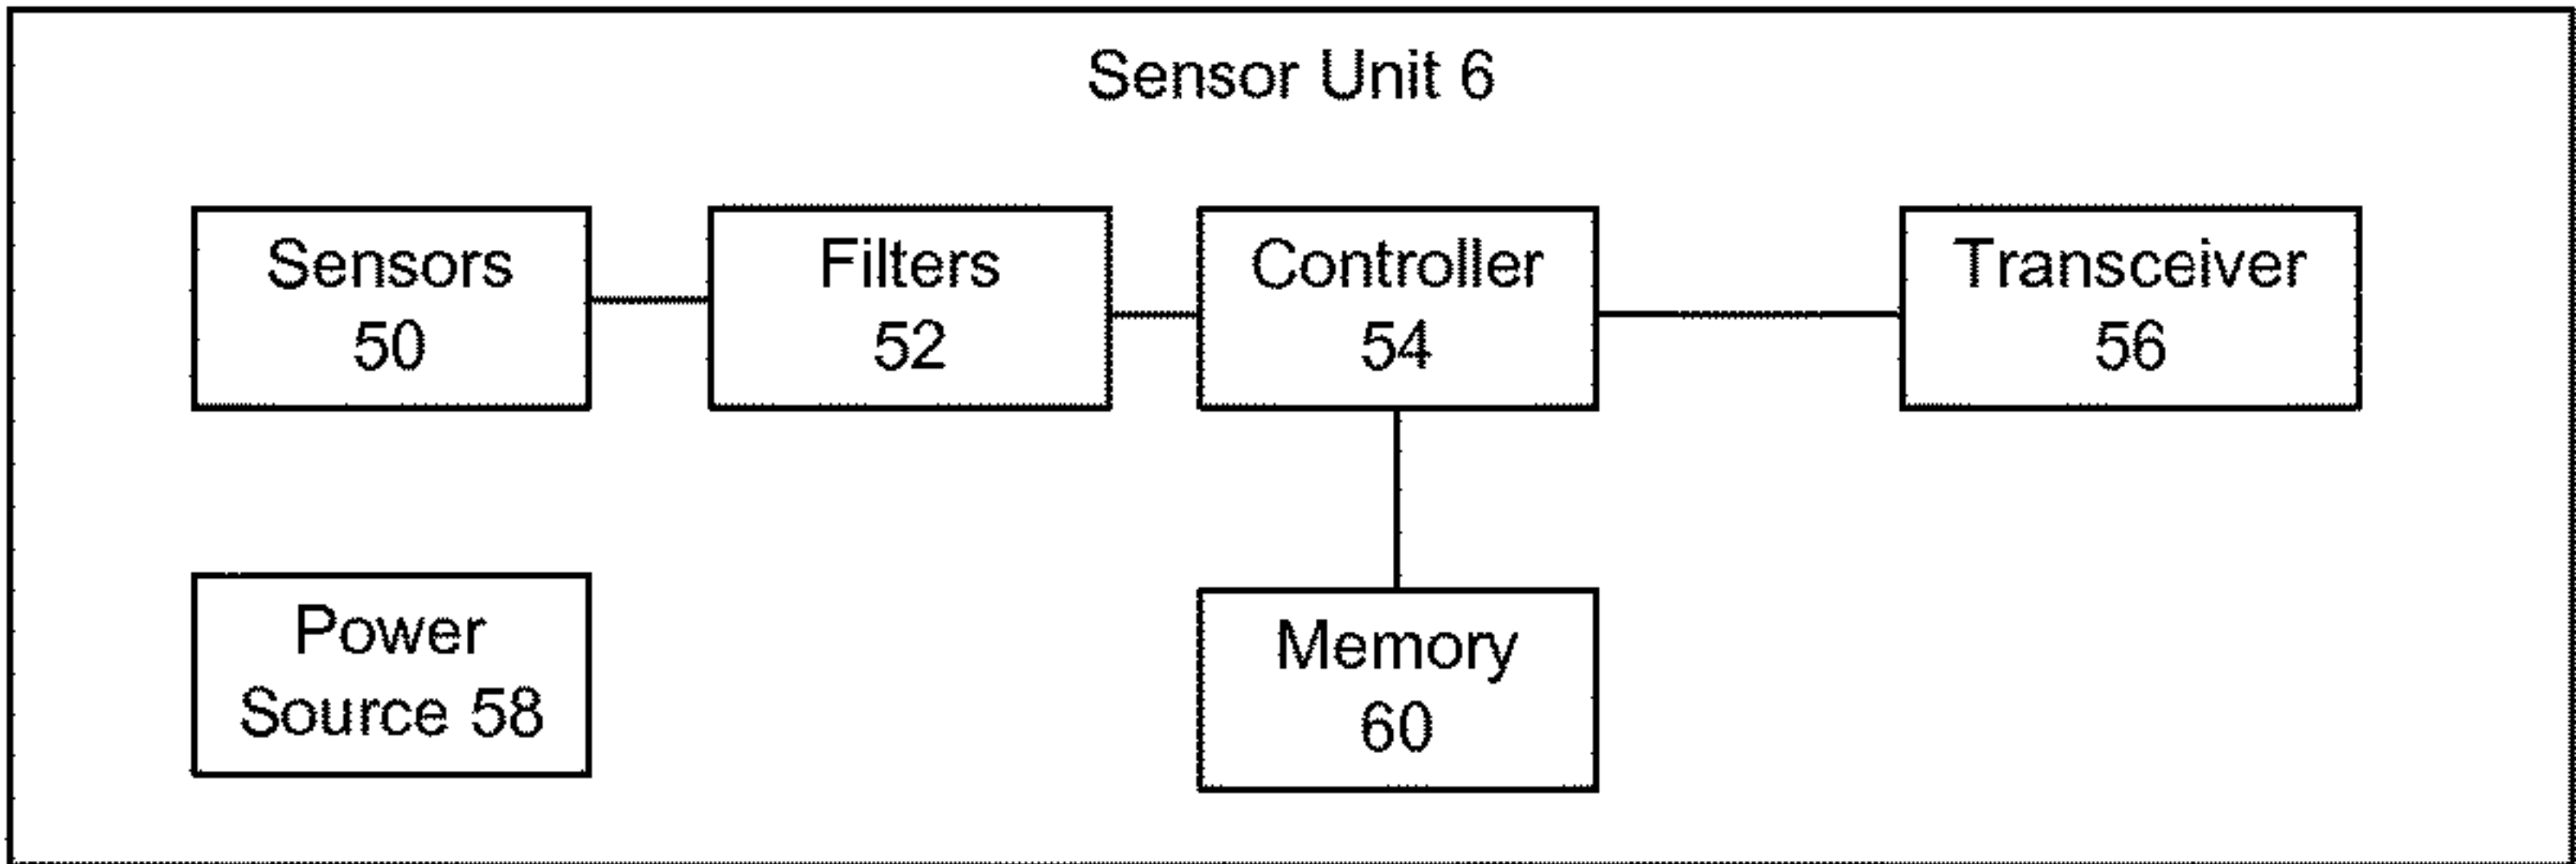 Sensor Unit 6
Sensors
50
Filters
52
Controller
54
Transceiver
56
Power
Source 58
Memory
60